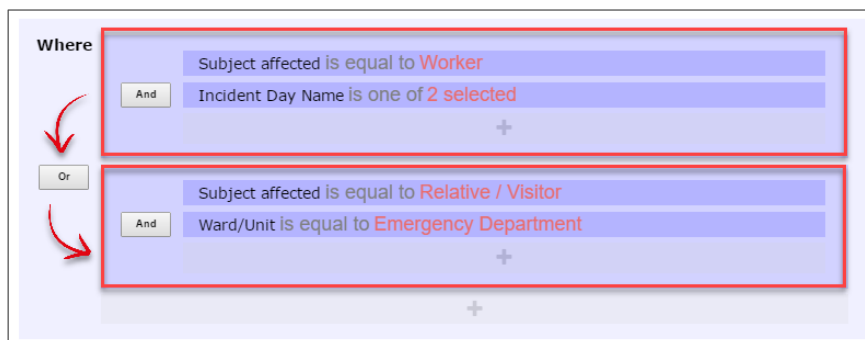 Where
Subject affected is equal to Worker
And
Incident Day Name is one of 2 selected
+
Or
Subject affected is equal to Relative / Visitor
And
Ward/Unit is equal to Emergency Department
+
+